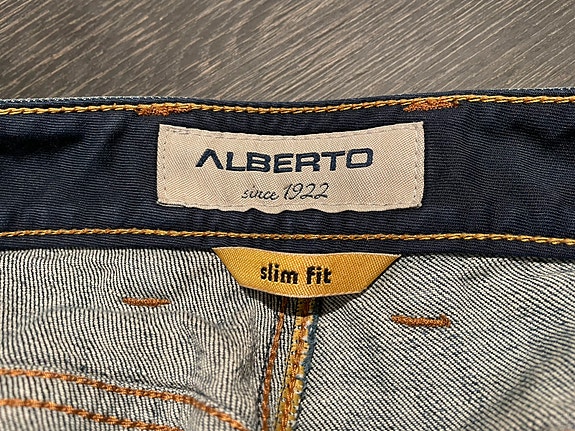 ALBERTO
since 1922
slim fit